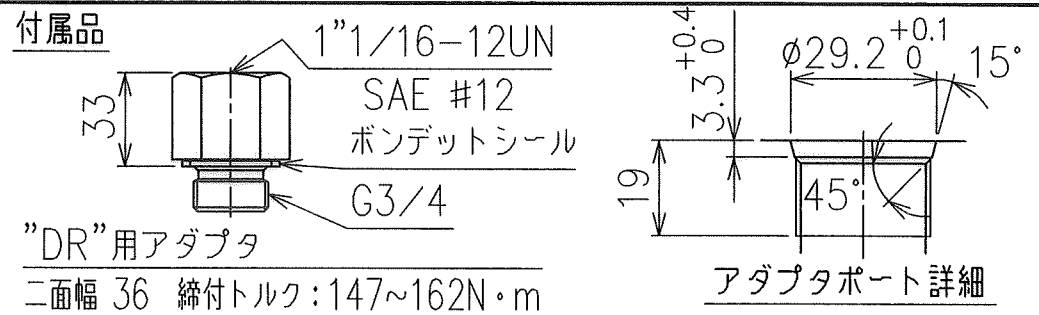 付属品
33
1"1/16-12UN
SAE #12
ボンデットシール
G3/4
"DR"用アダプタ
二面幅 36 締付トルク:147~162N・m
3.3 +0.4 0
ø29.2 +0.1 0
15°
19
45°
アダプタポート詳細